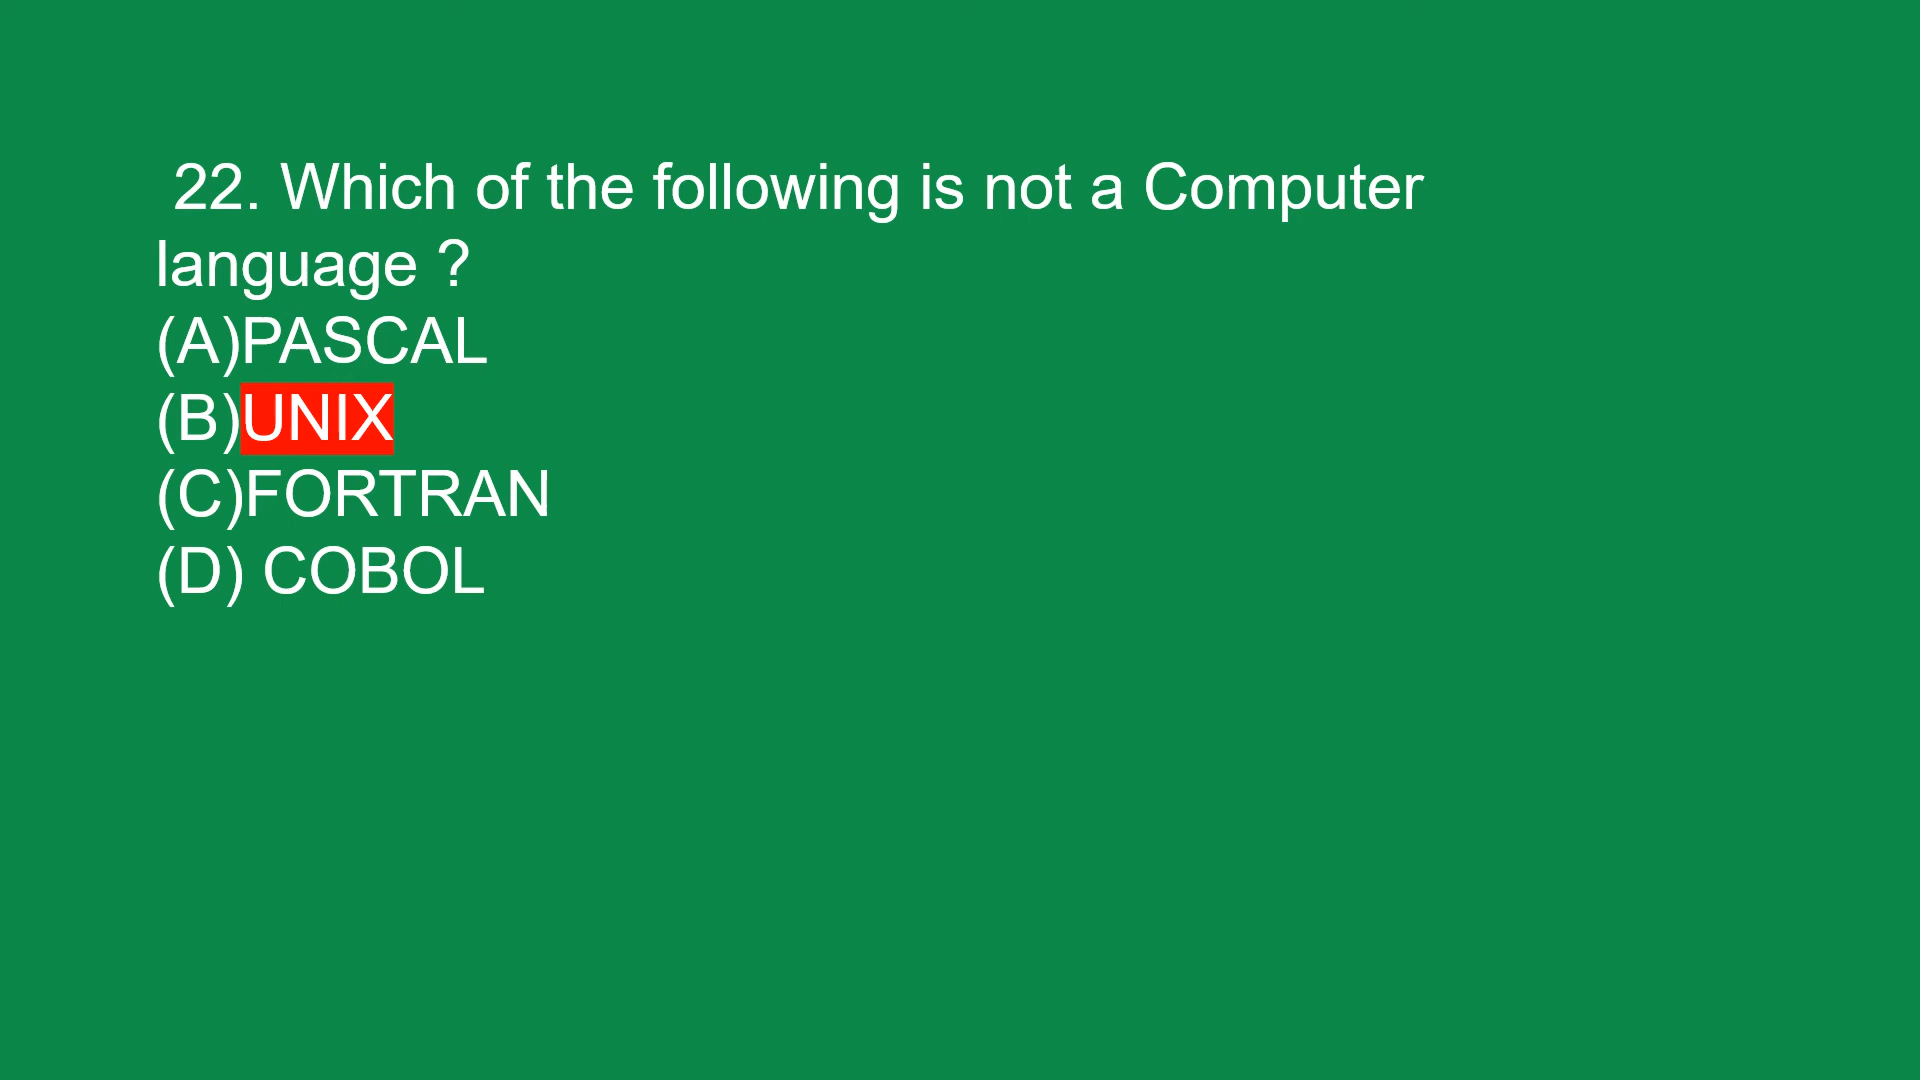 22. Which of the following is not a Computer
language ?
(A)PASCAL
(B)UNIX
(C)FORTRAN
(D) COBOL